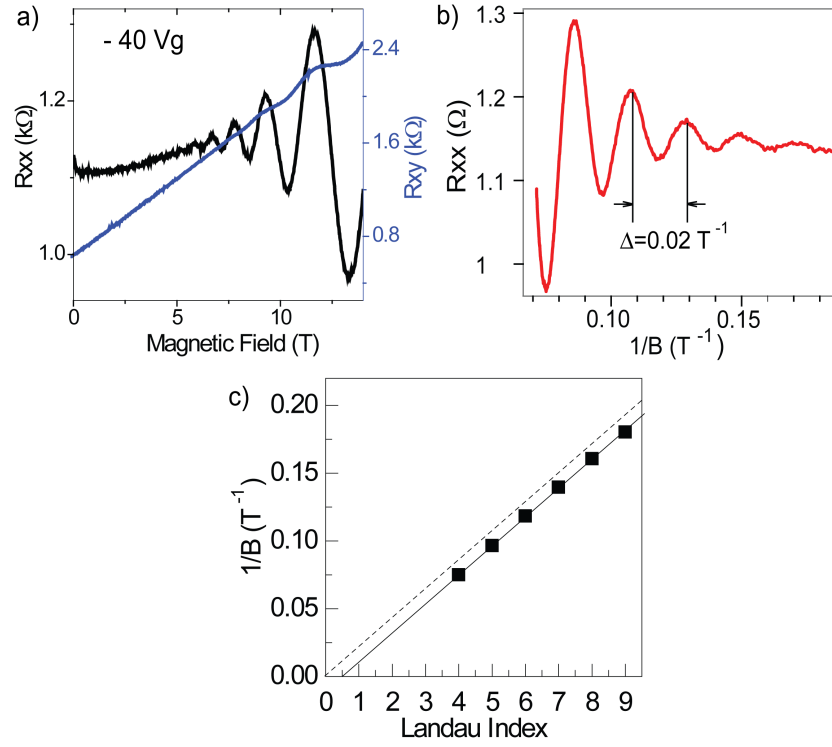 a)
- 40 Vg
Rxx (kΩ)
1.2
1.0
2.4
1.6
0.8
Rxy (kΩ)
0 5 10
Magnetic Field (T)
b)
Rxx (Ω)
1.3
1.2
1.1
1
Δ=0.02 T⁻¹
0.10 0.15
1/B (T⁻¹)
c)
1/B (T⁻¹)
0.20
0.15
0.10
0.05
0.00
0 1 2 3 4 5 6 7 8 9
Landau Index